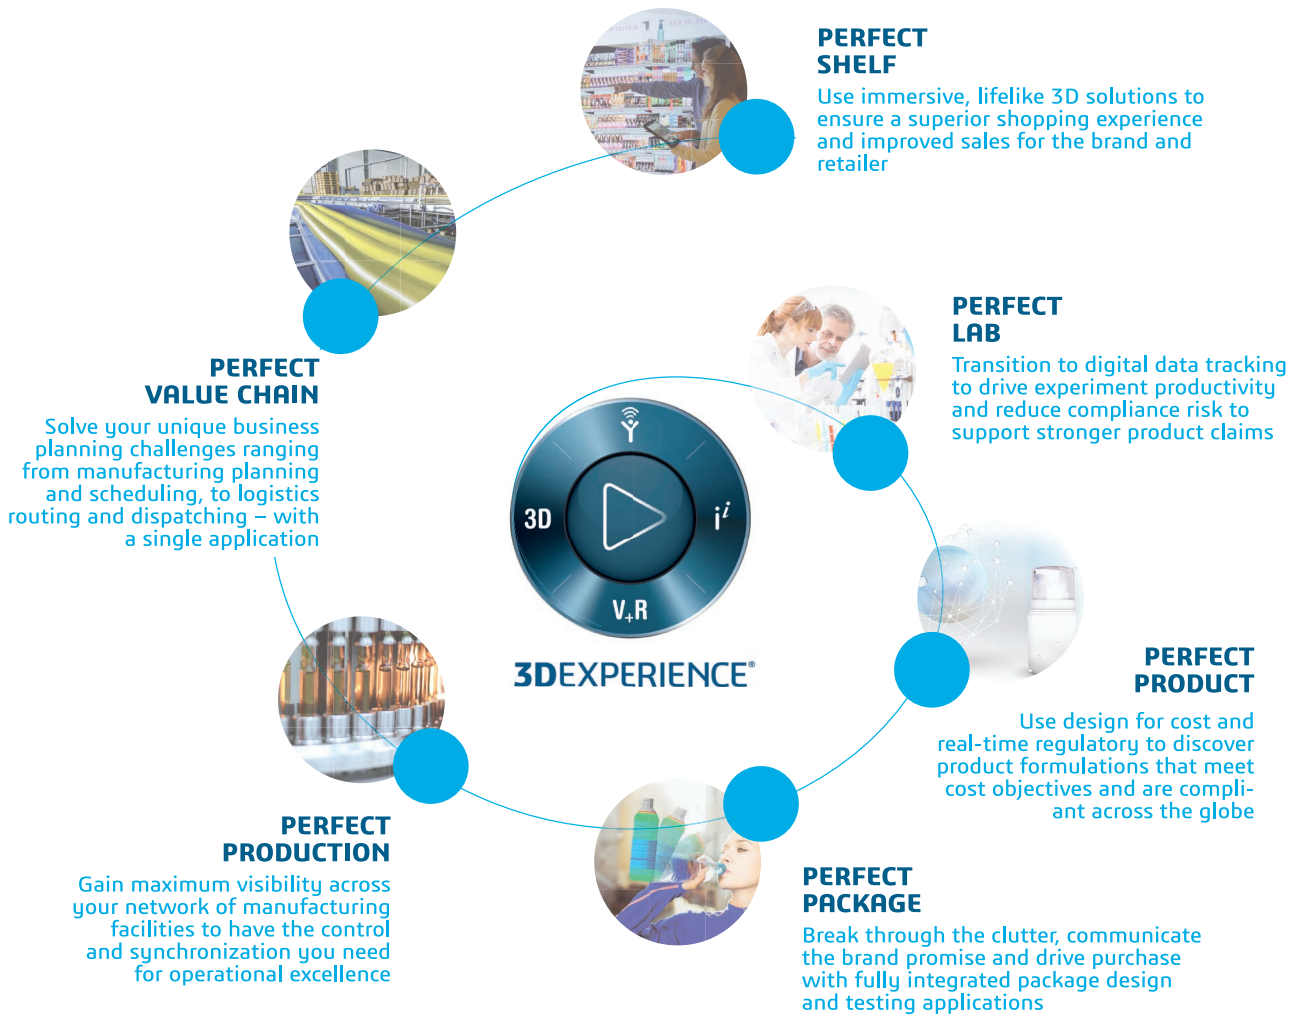 PERFECT
SHELF
Use immersive, lifelike 3D solutions to
ensure a superior shopping experience
and improved sales for the brand and
retailer
PERFECT
LAB
Transition to digital data tracking
to drive experiment productivity
and reduce compliance risk to
support stronger product claims
PERFECT
VALUE CHAIN
Solve your unique business
planning challenges ranging
from manufacturing planning
and scheduling, to logistics
routing and dispatching – with
a single application
3D
i i
V+R
3DEXPERIENCE®
PERFECT
PRODUCT
Use design for cost and
real-time regulatory to discover
product formulations that meet
cost objectives and are compli-
ant across the globe
PERFECT
PRODUCTION
Gain maximum visibility across
your network of manufacturing
facilities to have the control
and synchronization you need
for operational excellence
PERFECT
PACKAGE
Break through the clutter, communicate
the brand promise and drive purchase
with fully integrated package design
and testing applications